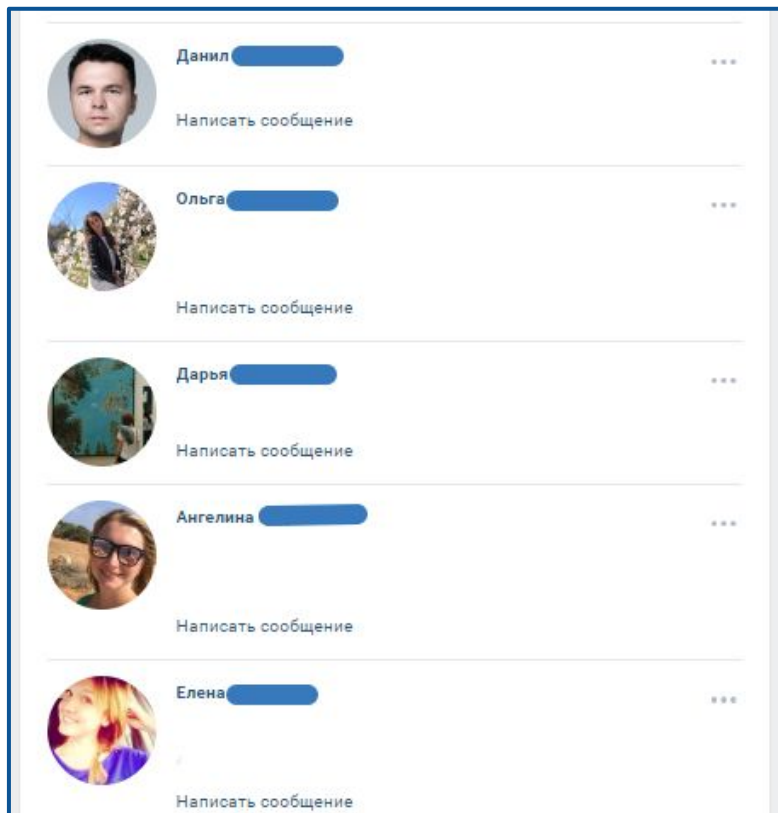 Данил
Написать сообщение
Ольга
Написать сообщение
Дарья
Написать сообщение
Ангелина
Написать сообщение
Елена
Написать сообщение